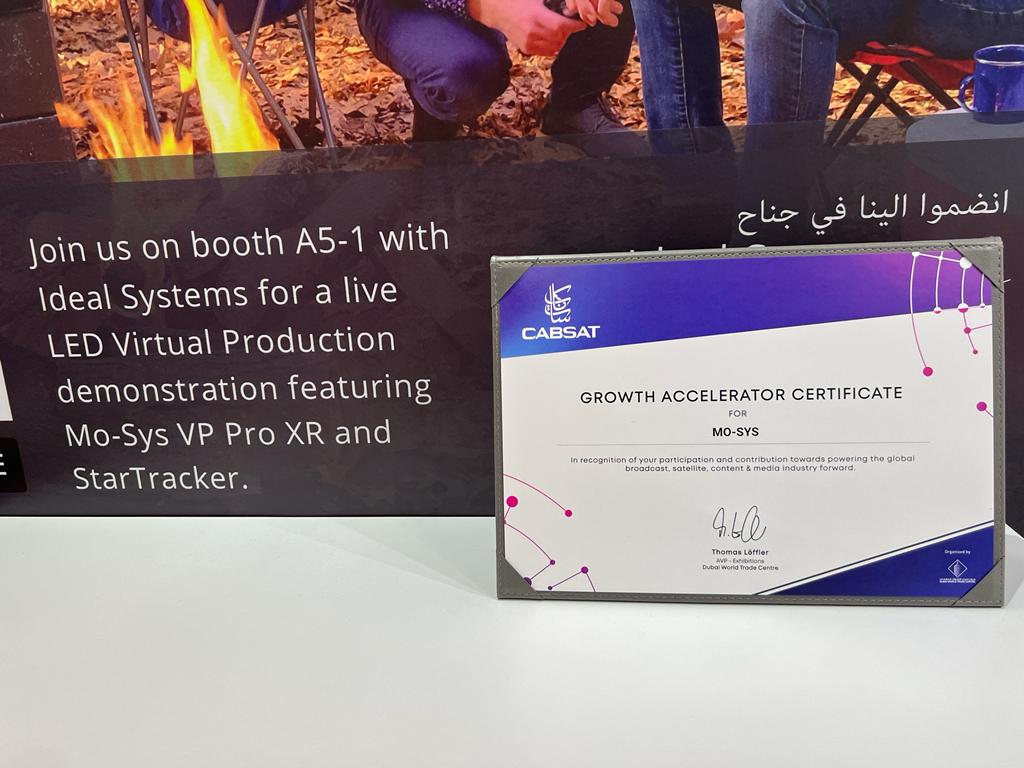 Join us on booth A5-1 with
Ideal Systems for a live
LED Virtual Production
demonstration featuring
Mo-Sys VP Pro XR and
StarTracker.
انضموا الينا في جناح
CABSAT
GROWTH ACCELERATOR CERTIFICATE
FOR
MO-SYS
In recognition of your participation and contribution towards powering the global
broadcast, satellite, content & media industry forward.
Thomas Löffler
AVP - Exhibitions
Dubai World Trade Centre
Organized by